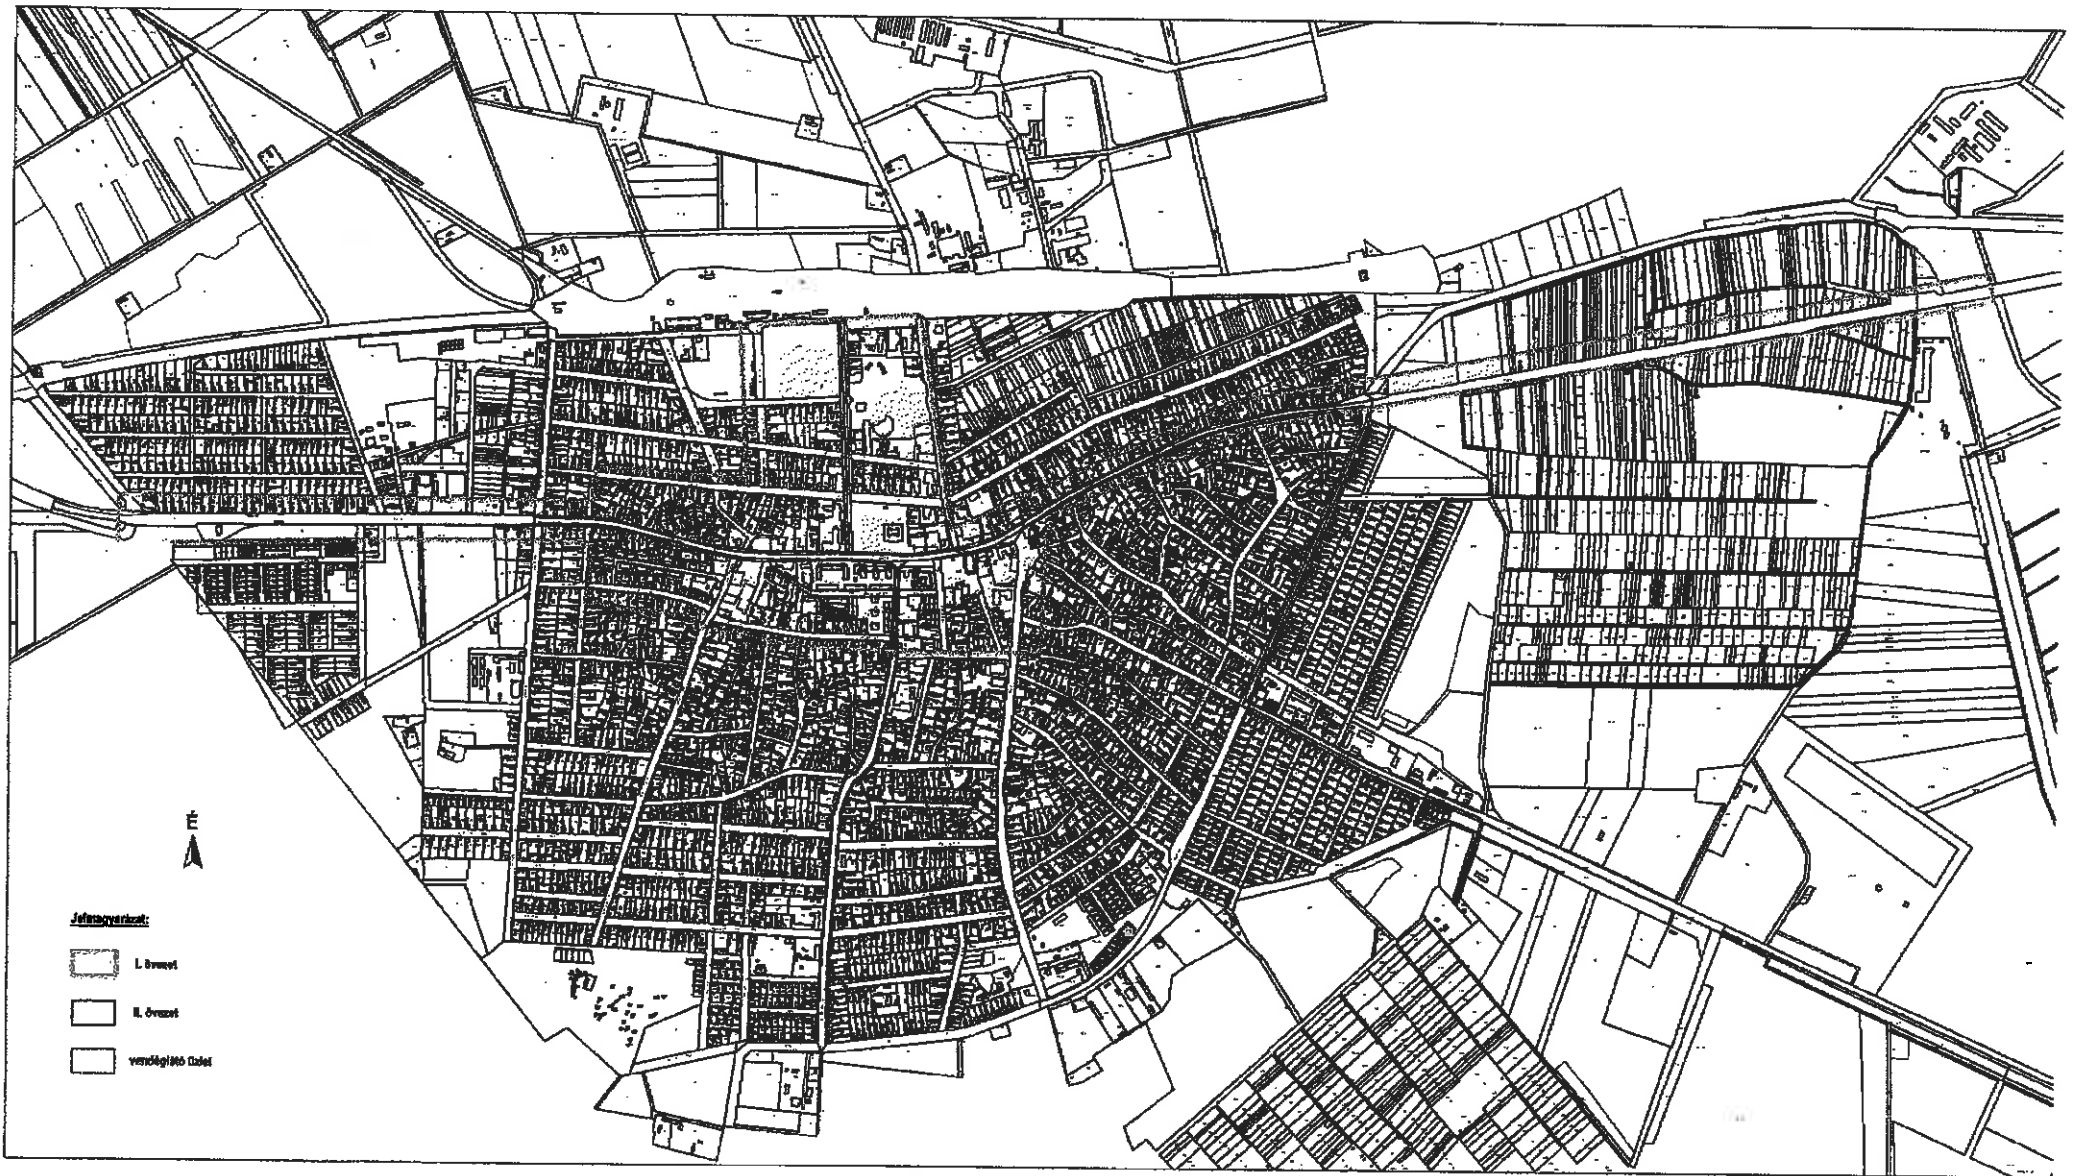 É
Jelmagyarázat:
I. övezet
II. övezet
vendéglátó üzlet